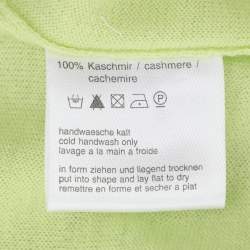 100% Kaschmir / cashmere /
cachemire
handwaesche kalt
cold handwash only
lavage a la main a froide
in form ziehen und liegend trocknen
put into shape and lay flat to dry
remettre en forme et secher a plat